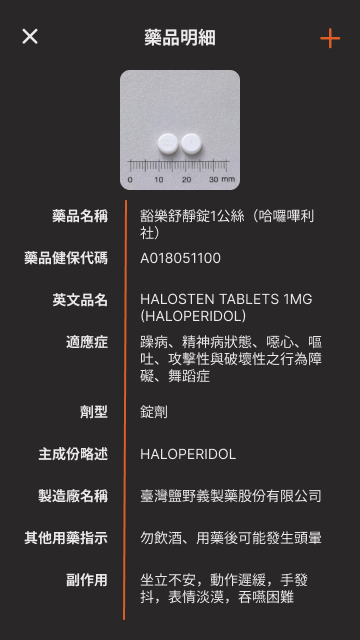 藥品明細
0 10 20 30 mm
藥品名稱 豁樂舒靜錠1公絲（哈囉嗶利
社）
藥品健保代碼 A018051100
英文品名 HALOSTEN TABLETS 1MG
(HALOPERIDOL)
適應症 躁病、精神病狀態、噁心、嘔
吐、攻擊性與破壞性之行為障
礙、舞蹈症
劑型 錠劑
主成份略述 HALOPERIDOL
製造廠名稱 臺灣鹽野義製藥股份有限公司
其他用藥指示 勿飲酒、用藥後可能發生頭暈
副作用 坐立不安，動作遲緩，手發
抖，表情淡漠，吞嚥困難